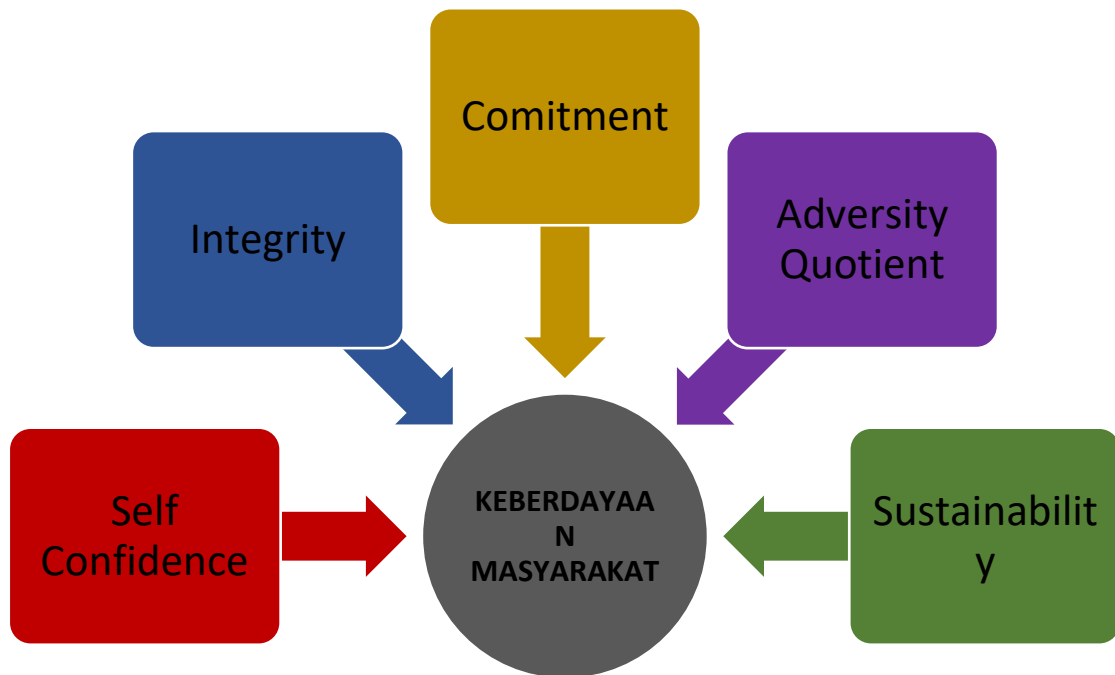 Comitment
Integrity
Adversity
Quotient
Self
Confidence
KEBERDAYAA
N
MASYARAKAT
Sustainabilit
y